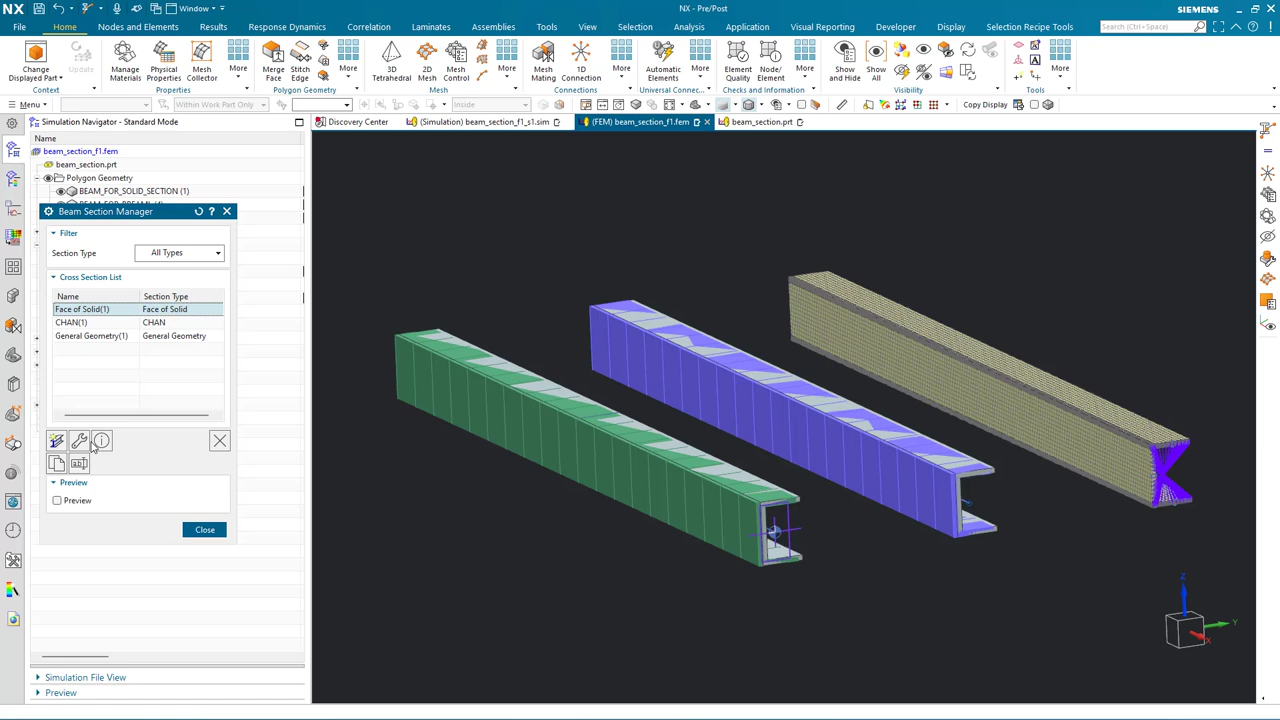 NX
Window
NX - Pre/Post
SIEMENS
File
Home
Nodes and Elements
Results
Response Dynamics
Correlation
Laminates
Assemblies
Tools
View
Selection
Application
Visual Reporting
Developer
Selection Recipe Tools
Search (Ctrl+Space)
Change Displayed Part
Update
Manage Materials
Physical Properties
Mesh Collector
More
Merge Face
Stitch Edge
More
3D Tetrahedral
2D Mesh
Mesh Control
More
Mesh Mating
1D Connection
More
Automatic Elements
Element Quality
Node/ Element
More
Show and Hide
Show All
More
Context
Properties
Polygon Geometry
Mesh
Connections
Universal Connec...
Checks and Information
Visibility
Tools
Menu
Within Work Part Only
Inside
Copy Display
Simulation Navigator - Standard Mode
Discovery Center
(Simulation) beam_section_f1_s1.sim
(FEM) beam_section_f1.fem
beam_section.prt
Name
beam_section_f1.fem
beam_section.prt
Polygon Geometry
BEAM_FOR_SOLID_SECTION (1)
Beam Section Manager
Filter
Section Type
All Types
Cross Section List
Name
Section Type
Face of Solid(1)
Face of Solid
CHAN(1)
CHAN
General Geometry(1)
General Geometry
Preview
Preview
Close
Z
Y
X
Simulation File View
Preview